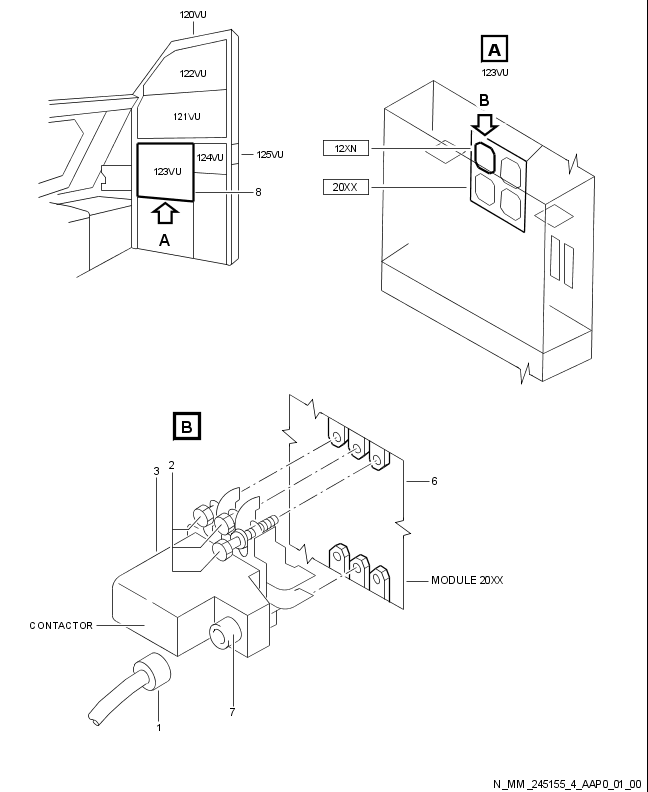 120VU
122VU
121VU
123VU
124VU
125VU
8
A
A
123VU
B
12XN
20XX
B
3
2
6
MODULE 20XX
CONTACTOR
7
1
N_MM_245155_4_AAP0_01_00